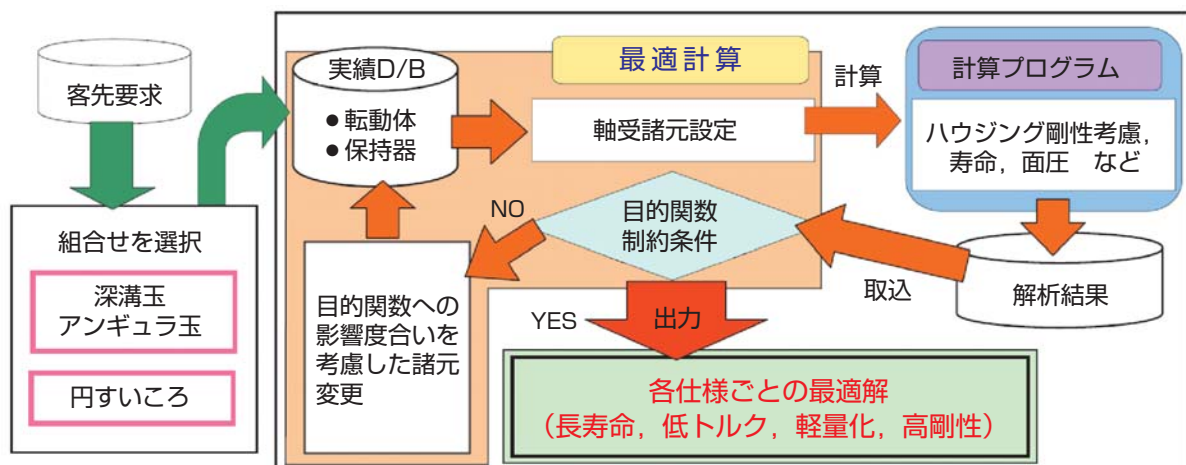 客先要求
組合せを選択
深溝玉
アンギュラ玉
円すいころ
実績D/B
●転動体
●保持器
最適計算
軸受諸元設定
計算
計算プログラム
ハウジング剛性考慮,
寿命,面圧　など
解析結果
取込
目的関数
制約条件
NO
目的関数への
影響度合いを
考慮した諸元
変更
YES
出力
各仕様ごとの最適解
(長寿命,低トルク,軽量化,高剛性)